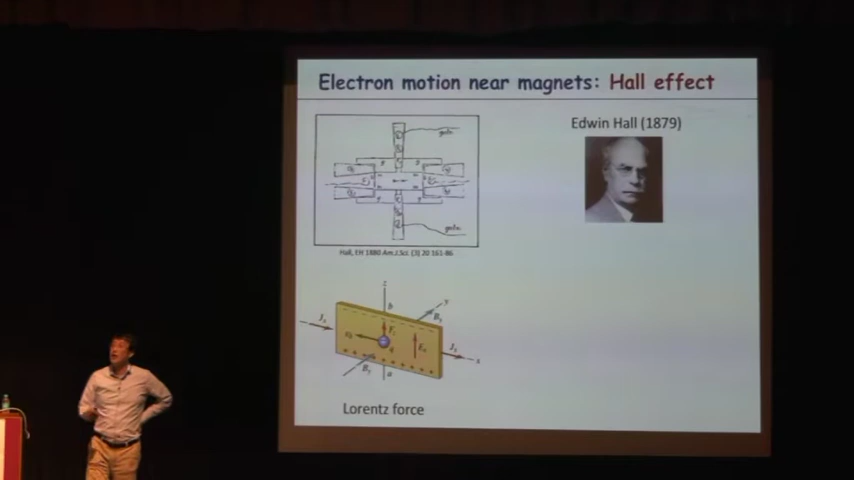 Electron motion near magnets: Hall effect
Edwin Hall (1879)
Hall, EH 1880 Am.J.Sci. (3) 20 161-86
z
y
b
Jx
x
a
Lorentz force